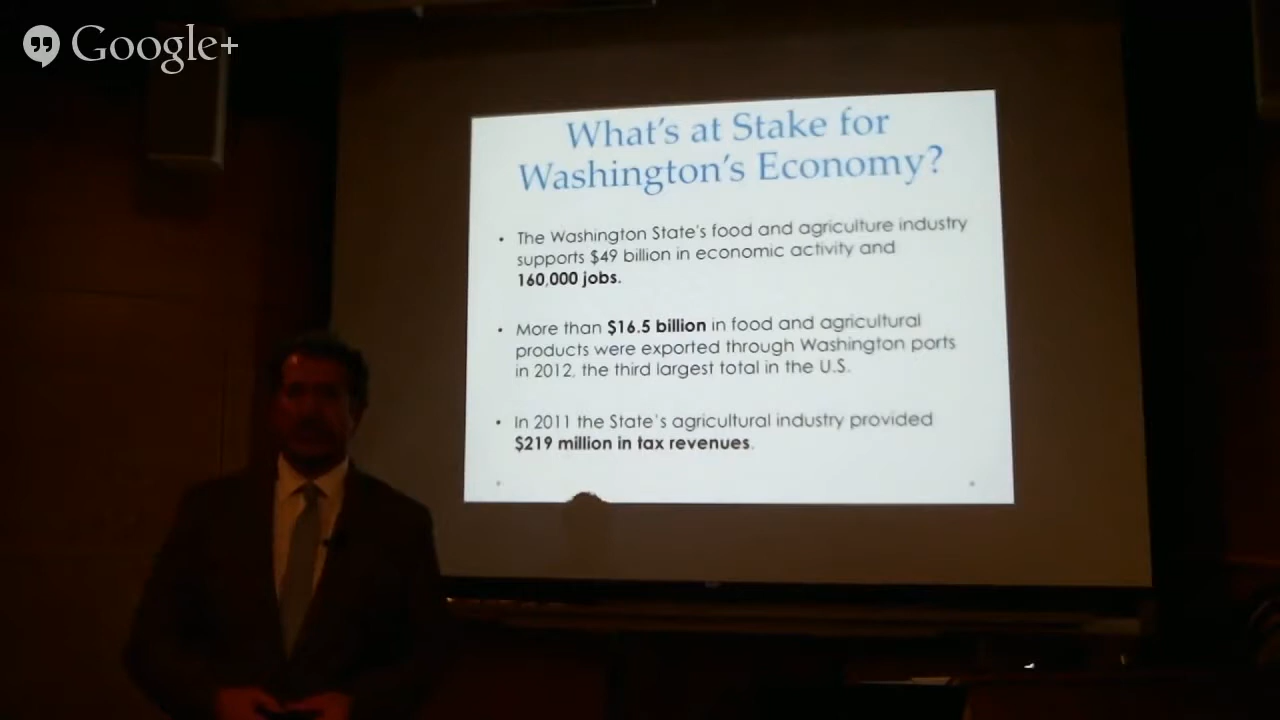 Google+
What's at Stake for
Washington's Economy?
• The Washington State's food and agriculture industry
supports $49 billion in economic activity and
160,000 jobs.
• More than $16.5 billion in food and agricultural
products were exported through Washington ports
in 2012, the third largest total in the U.S.
• In 2011 the State's agricultural industry provided
$219 million in tax revenues.